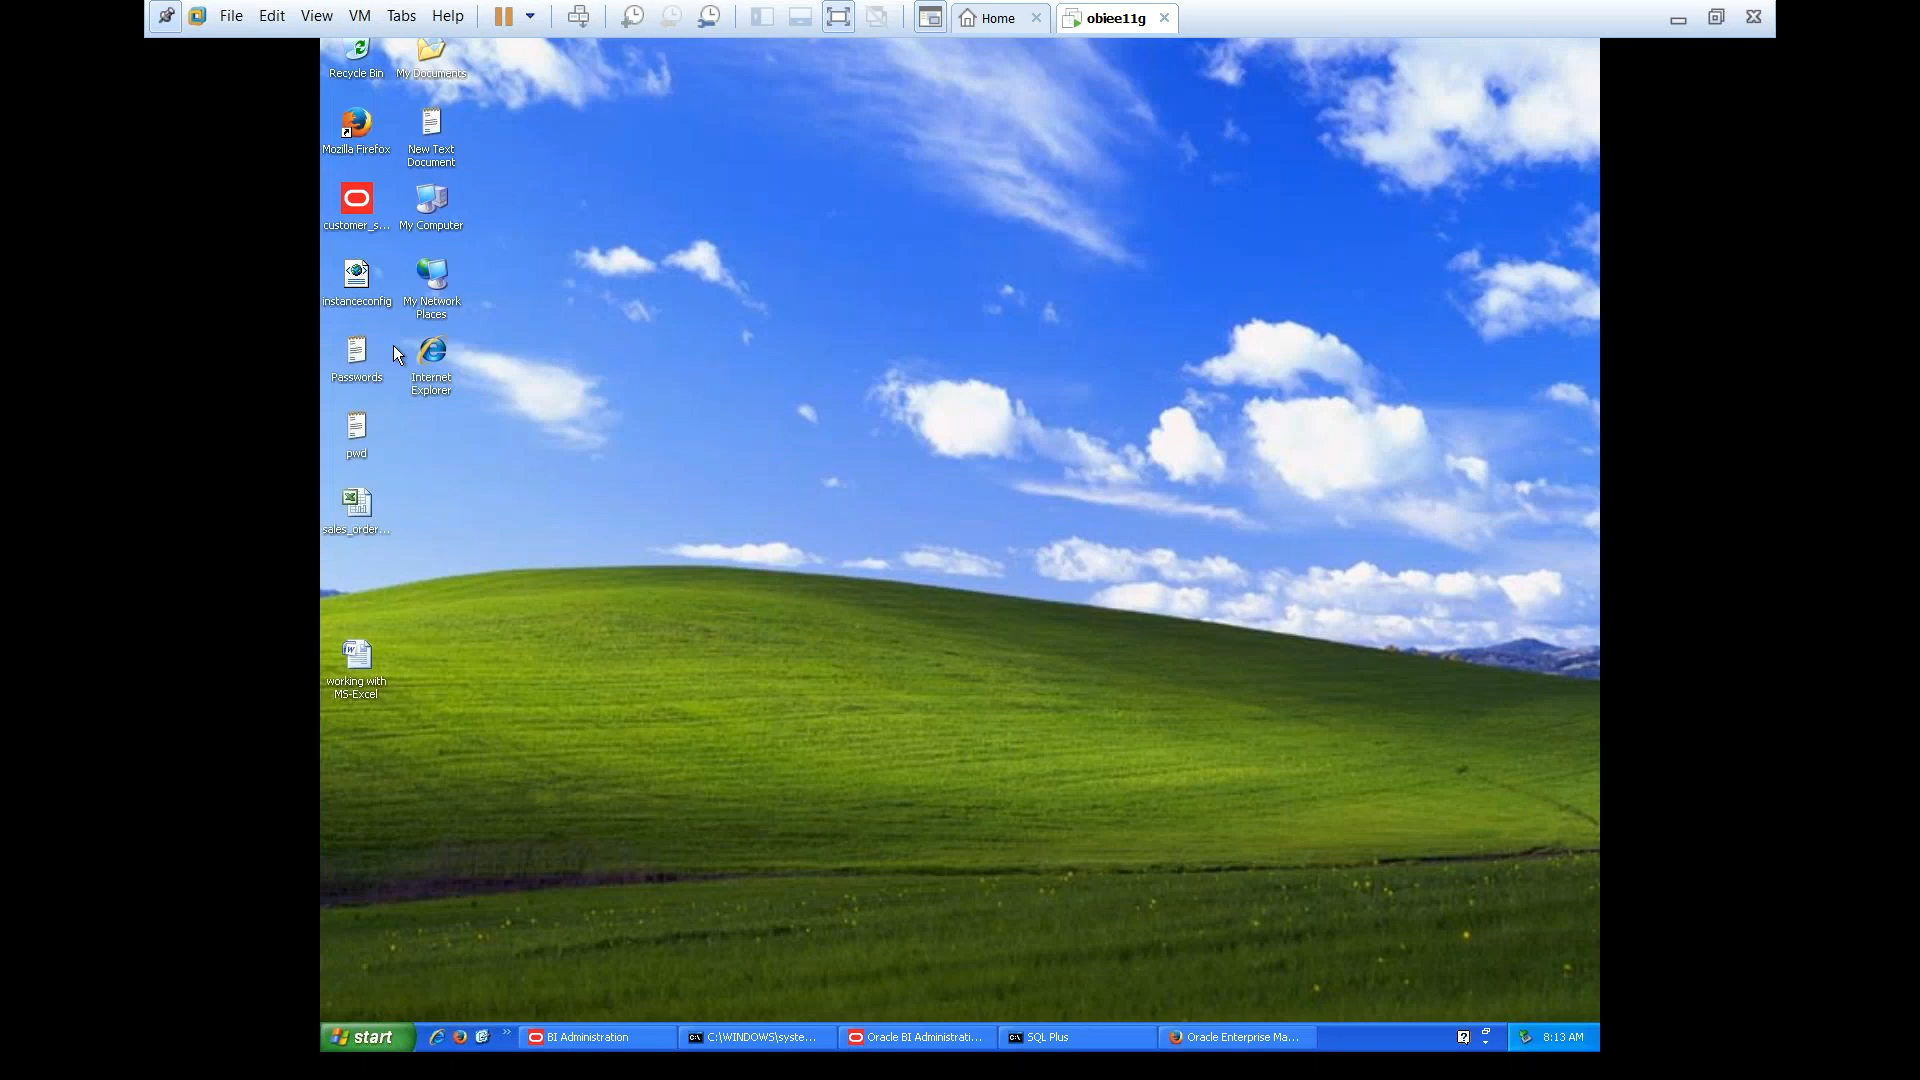 File Edit View VM Tabs Help
Home
obiee11g
Recycle Bin
My Documents
Mozilla Firefox
New Text
Document
customer_s...
My Computer
instanceconfig
My Network
Places
Passwords
Internet
Explorer
pwd
sales_order...
working with
MS-Excel
start
BI Administration
C:\WINDOWS\syste...
Oracle BI Administrati...
SQL Plus
Oracle Enterprise Ma...
8:13 AM